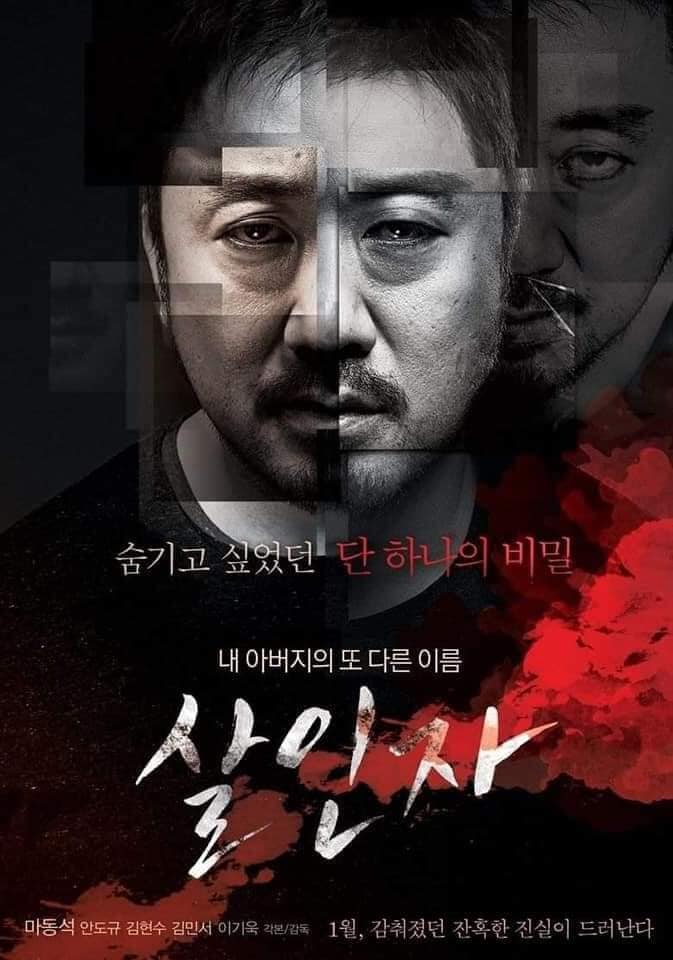 숨기고 싶었던 단 하나의 비밀
내 아버지의 또 다른 이름
살인자
마동석 안도규 김현수 김민서 이기욱 각본/감독 1월, 감춰졌던 잔혹한 진실이 드러난다